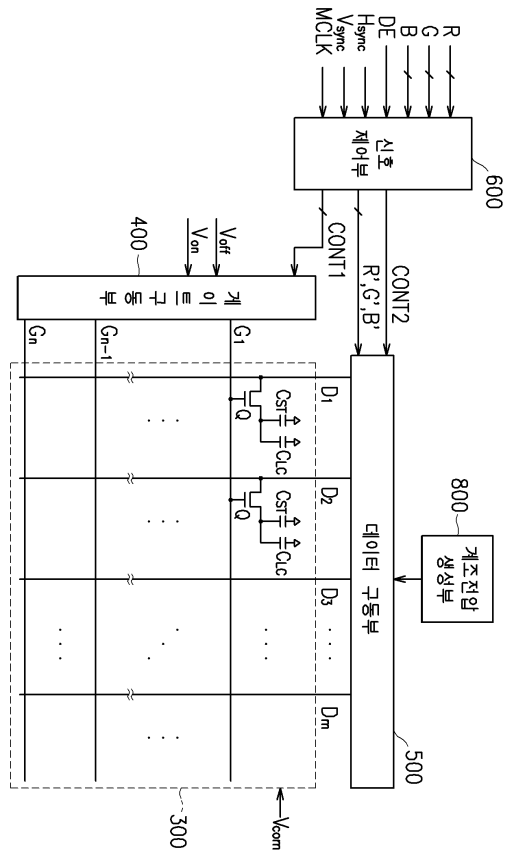 R
G
B
DE
Hsync
Vsync
MCLK
신호
제어부
600
CONT2
R',G',B'
CONT1
Voff
Von
400
게이트구동부
800
계조전압
생성부
데이터 구동부
500
D1
D2
D3
Dm
G1
Gn-1
Gn
CST
CLC
Q
CST
CLC
Q
Vcom
300